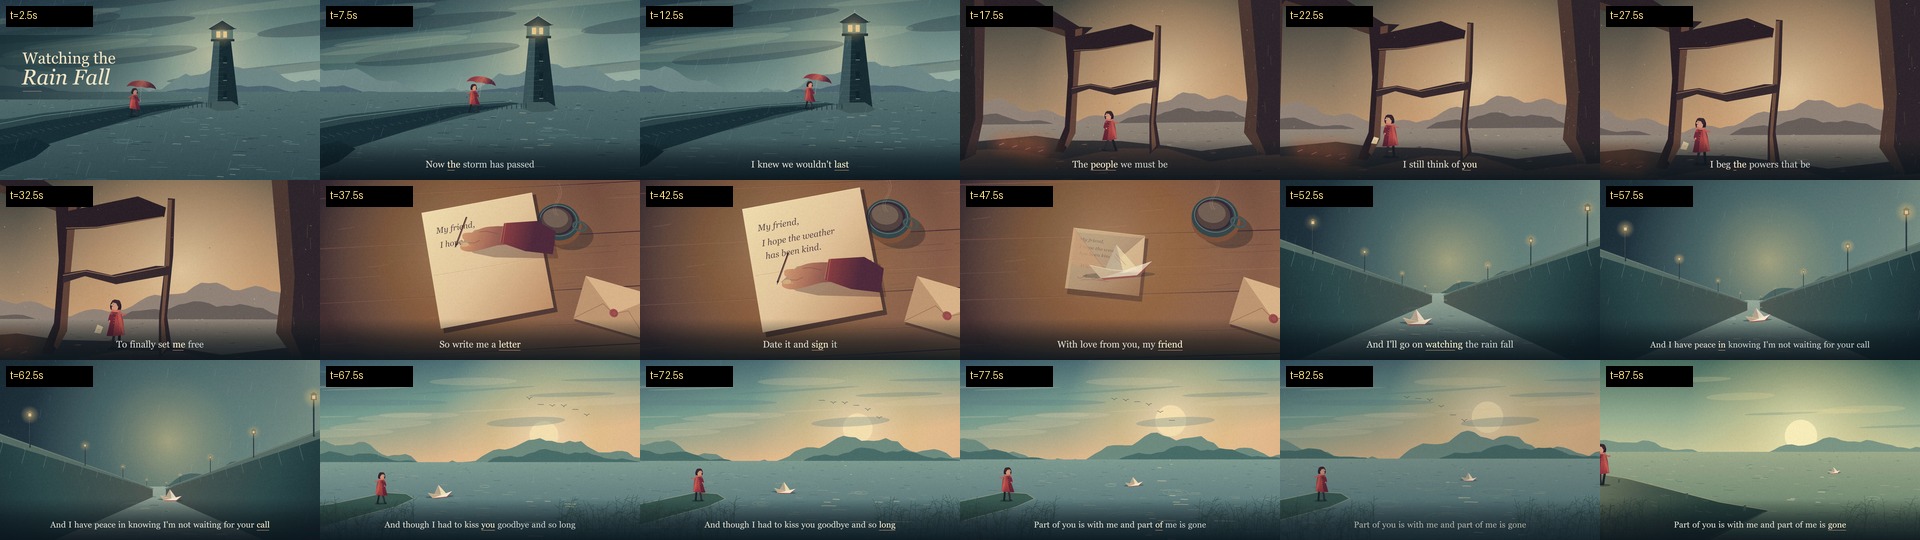 t=2.5s
Watching the
Rain Fall
t=7.5s
Now the storm has passed
t=12.5s
I knew we wouldn't last
t=17.5s
The people we must be
t=22.5s
I still think of you
t=27.5s
I beg the powers that be
t=32.5s
To finally set me free
t=37.5s
My friend,
I hope
So write me a letter
t=42.5s
My friend,
I hope the weather
has been kind.
Date it and sign it
t=47.5s
My friend,
With love from you, my friend
t=52.5s
And I'll go on watching the rain fall
t=57.5s
And I have peace in knowing I'm not waiting for your call
t=62.5s
And I have peace in knowing I'm not waiting for your call
t=67.5s
And though I had to kiss you goodbye and so long
t=72.5s
And though I had to kiss you goodbye and so long
t=77.5s
Part of you is with me and part of me is gone
t=82.5s
Part of you is with me and part of me is gone
t=87.5s
Part of you is with me and part of me is gone